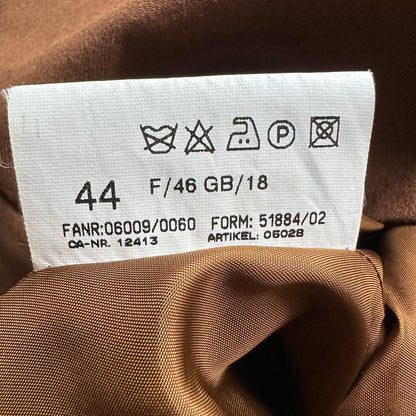 P
44 F/46 GB/18
FANR:06009/0060 FORM: 51884/02
CA-NR. 12413 ARTIKEL: 05028